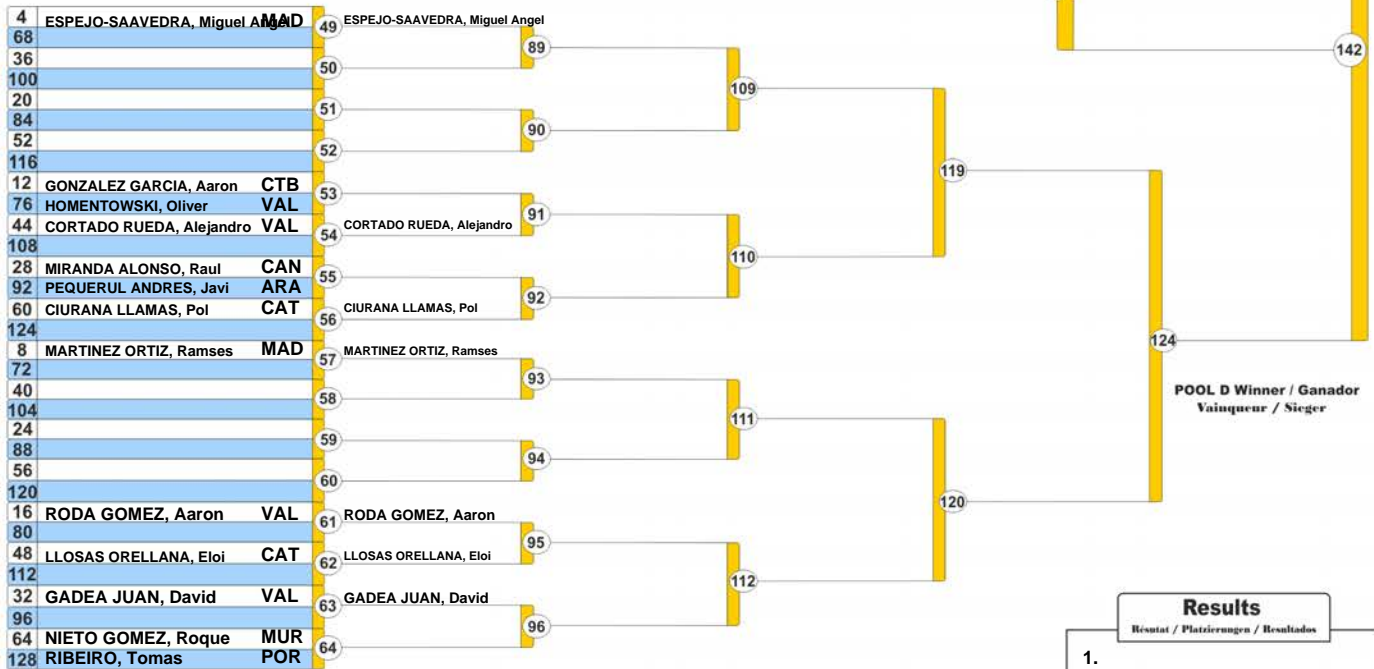 4 ESPEJO-SAAVEDRA, Miguel Angel MAD 49 ESPEJO-SAAVEDRA, Miguel Angel
68
89
142
36
50
100
109
20
51
84
90
52
52
116
119
12 GONZALEZ GARCIA, Aaron CTB
53
76 HOMENTOWSKI, Oliver VAL
91
44 CORTADO RUEDA, Alejandro VAL 54 CORTADO RUEDA, Alejandro
108
110
28 MIRANDA ALONSO, Raul CAN
55
92 PEQUERUL ANDRES, Javi ARA
92
60 CIURANA LLAMAS, Pol CAT 56 CIURANA LLAMAS, Pol
124
124
8 MARTINEZ ORTIZ, Ramses MAD 57 MARTINEZ ORTIZ, Ramses
72
93
40
58
POOL D Winner / Ganador
Vainqueur / Sieger
104
111
24
59
88
94
56
60
120
120
16 RODA GOMEZ, Aaron VAL 61 RODA GOMEZ, Aaron
80
95
48 LLOSAS ORELLANA, Eloi CAT 62 LLOSAS ORELLANA, Eloi
112
112
32 GADEA JUAN, David VAL 63 GADEA JUAN, David
96
96
Results
Résutat / Platzierungen / Resultados
64 NIETO GOMEZ, Roque MUR
64
128 RIBEIRO, Tomas POR
1.